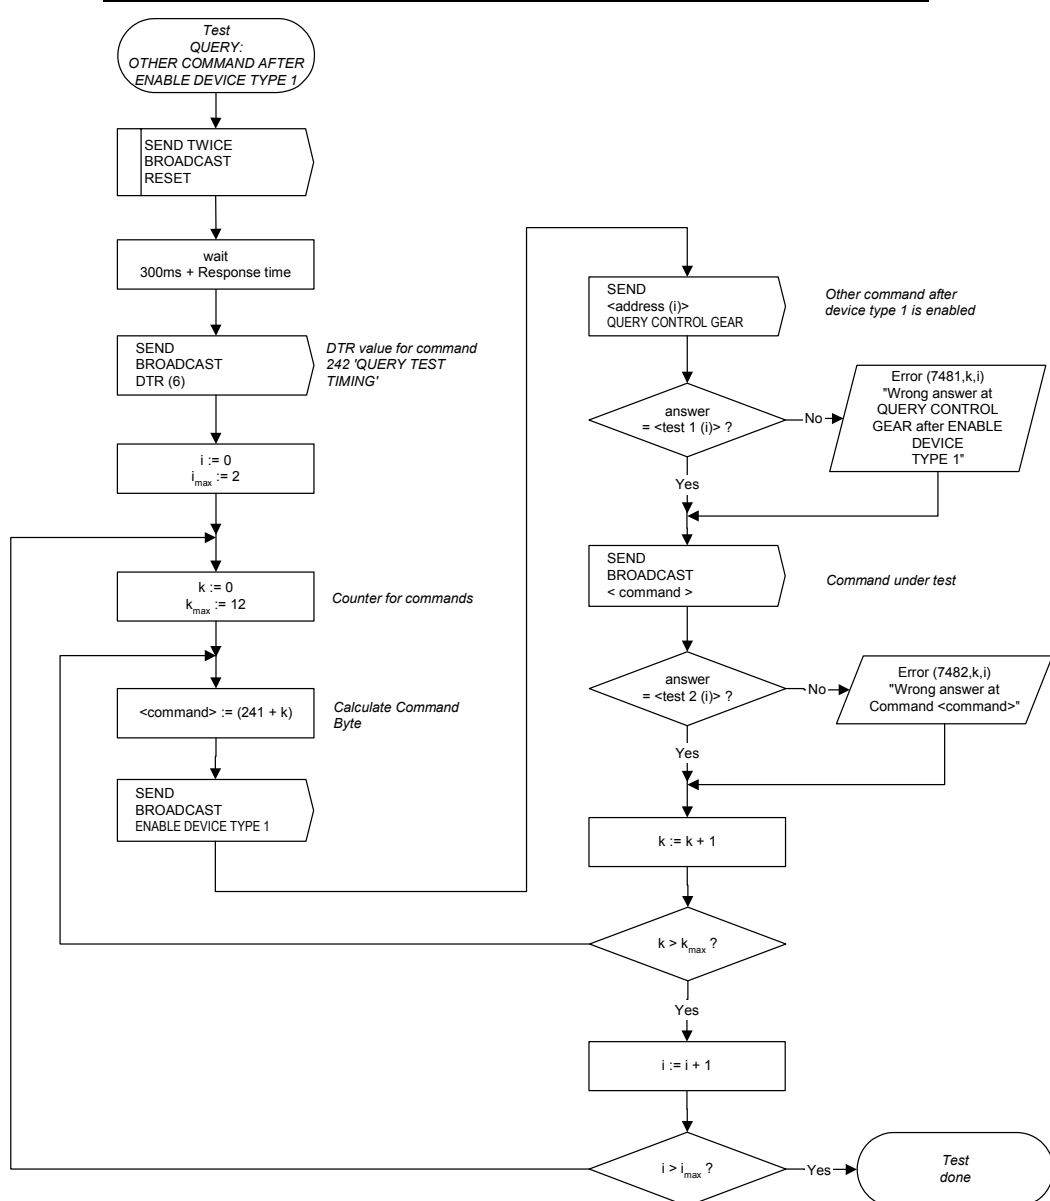 Test
QUERY:
OTHER COMMAND AFTER
ENABLE DEVICE TYPE 1
SEND TWICE
BROADCAST
RESET
wait
300ms + Response time
SEND
BROADCAST
DTR (6)
DTR value for command
242 'QUERY TEST
TIMING'
i := 0
imax := 2
k := 0
kmax := 12
Counter for commands
<command> := (241 + k)
Calculate Command
Byte
SEND
BROADCAST
ENABLE DEVICE TYPE 1
SEND
<address (i)>
QUERY CONTROL GEAR
Other command after
device type 1 is enabled
answer
= <test 1 (i)> ?
No
Error (7481,k,i)
"Wrong answer at
QUERY CONTROL
GEAR after ENABLE
DEVICE
TYPE 1"
Yes
SEND
BROADCAST
< command >
Command under test
answer
= <test 2 (i)> ?
No
Error (7482,k,i)
"Wrong answer at
Command <command>"
Yes
k := k + 1
k > kmax ?
Yes
i := i + 1
i > imax ?
Yes
Test
done